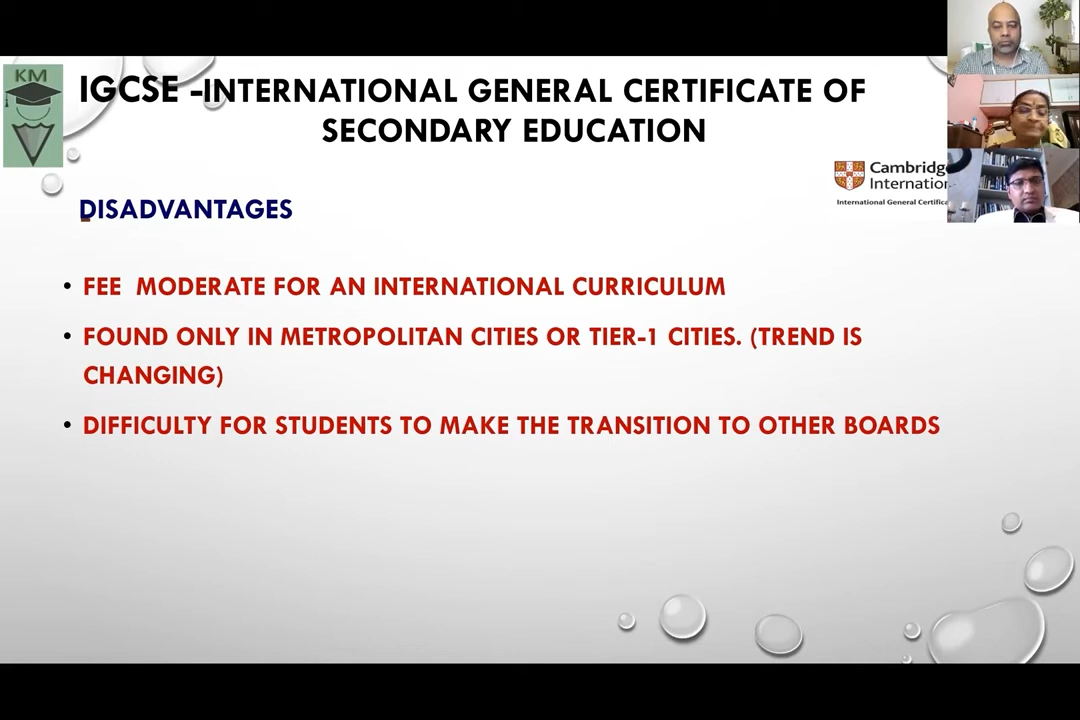 KM
IGCSE -INTERNATIONAL GENERAL CERTIFICATE OF
SECONDARY EDUCATION
Cambridge
Internation
International General Certifica
DISADVANTAGES
• FEE MODERATE FOR AN INTERNATIONAL CURRICULUM
• FOUND ONLY IN METROPOLITAN CITIES OR TIER-1 CITIES. (TREND IS
CHANGING)
• DIFFICULTY FOR STUDENTS TO MAKE THE TRANSITION TO OTHER BOARDS